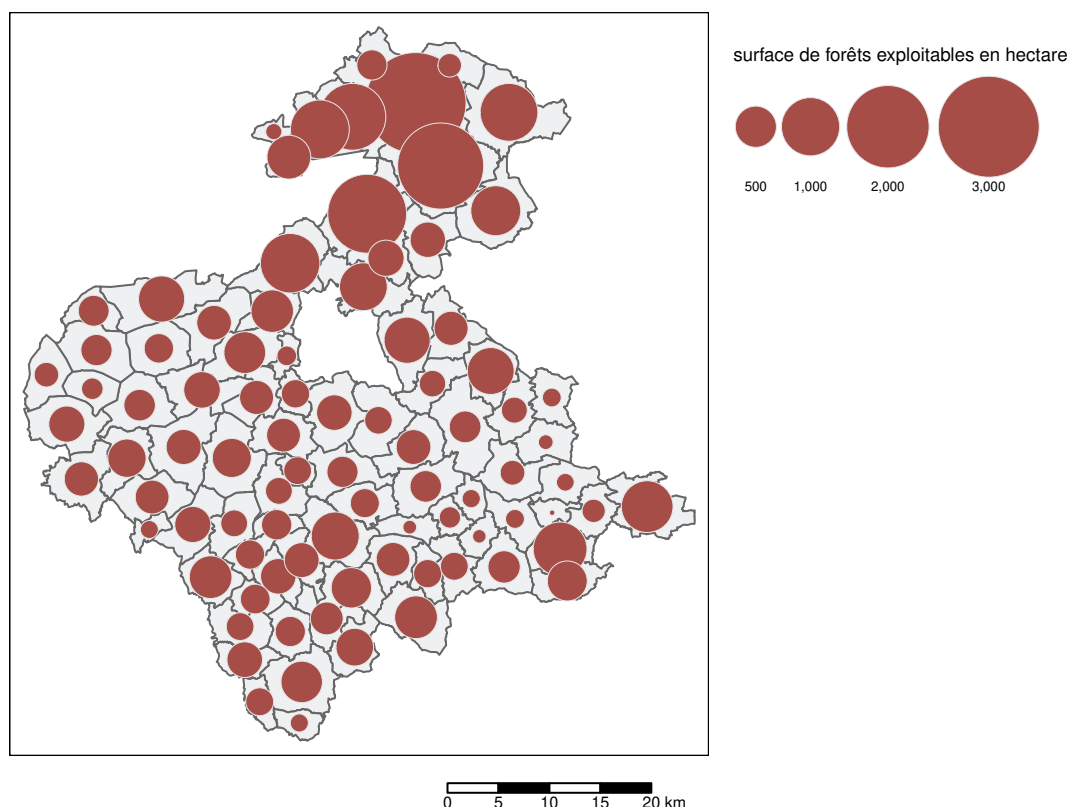 surface de forêts exploitables en hectare
500 1,000 2,000 3,000
0 5 10 15 20 km